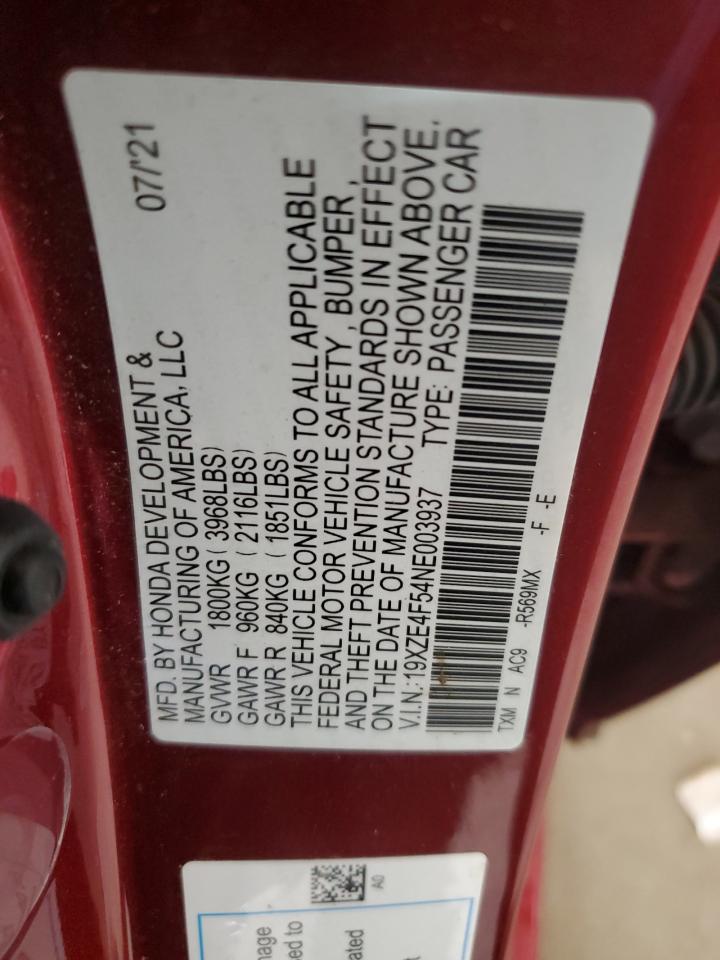 MFD. BY HONDA DEVELOPMENT & 07/'21
MANUFACTURING OF AMERICA, LLC
GVWR 1800KG ( 3968LBS)
GAWR F 960KG ( 2116LBS)
GAWR R 840KG ( 1851LBS)
THIS VEHICLE CONFORMS TO ALL APPLICABLE
FEDERAL MOTOR VEHICLE SAFETY, BUMPER,
AND THEFT PREVENTION STANDARDS IN EFFECT
ON THE DATE OF MANUFACTURE SHOWN ABOVE.
V.I.N.: 19XZE4F54NE003937 TYPE: PASSENGER CAR
TXM N AC9 -R569MX -F -E
A0